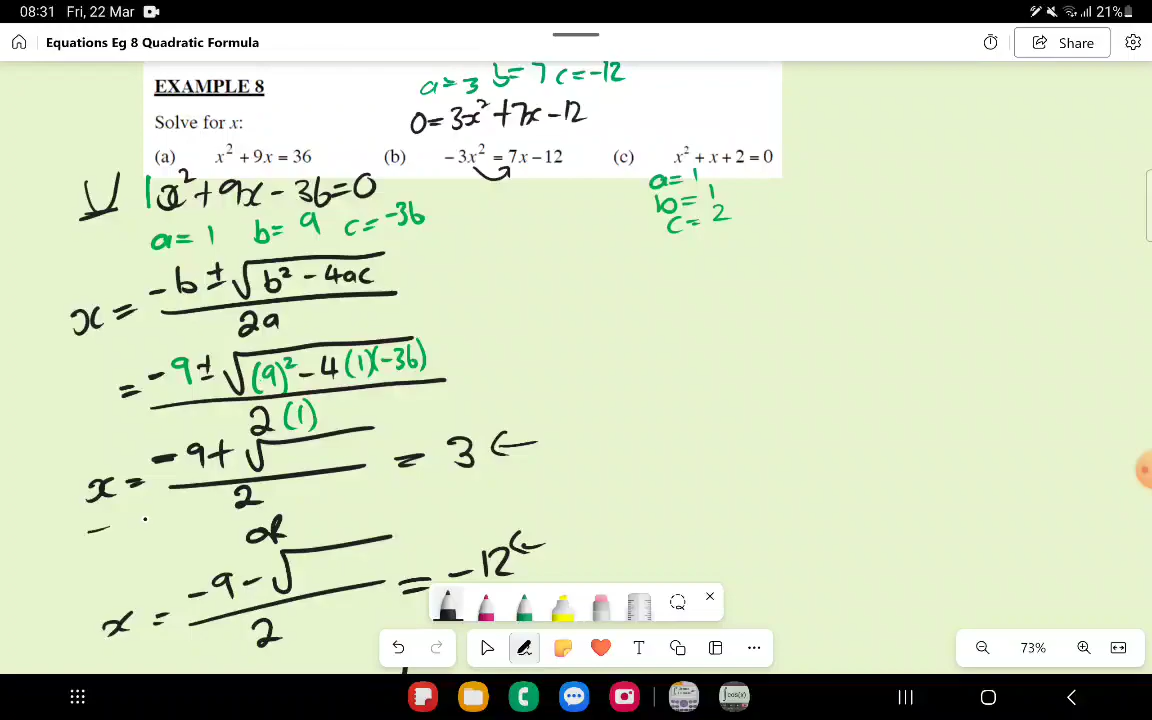 08:31 Fri, 22 Mar 21%
Equations Eg 8 Quadratic Formula Share
EXAMPLE 8 a = 3 b = 7 c = -12
0 = 3x² + 7x - 12
Solve for x:
(a) x² + 9x = 36 (b) -3x² = 7x - 12 (c) x² + x + 2 = 0
1x² + 9x - 36 = 0 a = 1
b = 1
a = 1 b = 9 c = -36 c = 2
x = (-b ± √(b² - 4ac)) / 2a
= (-9 ± √((9)² - 4(1)(-36))) / 2(1)
x = (-9 + √ ) / 2 = 3 ←
or
x = (-9 - √ ) / 2 = -12 ←
T
73%